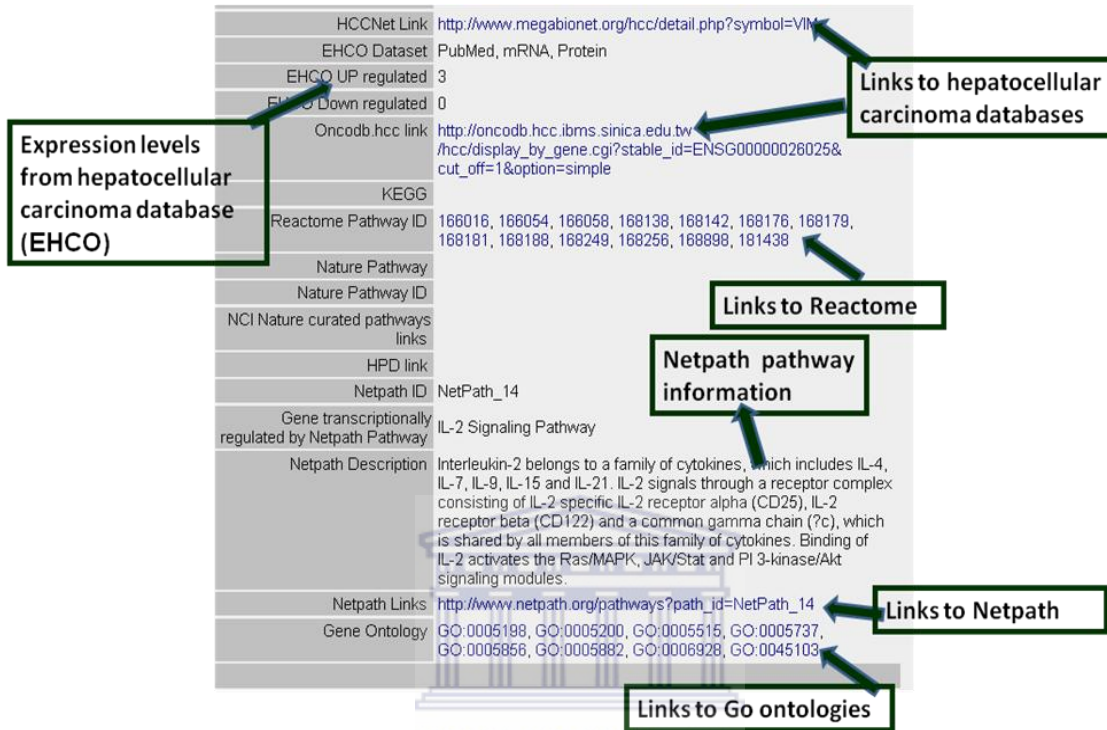 HCCNet Link http://www.megabionet.org/hcc/detail.php?symbol=VIM
EHCO Dataset PubMed, mRNA, Protein
EHCO UP regulated 3
EHCO Down regulated 0
Oncodb.hcc link http://oncodb.hcc.ibms.sinica.edu.tw
/hcc/display_by_gene.cgi?stable_id=ENSG00000026025&
cut_off=1&option=simple
KEGG
Reactome Pathway ID 166016, 166054, 166058, 168138, 168142, 168176, 168179,
168181, 168188, 168249, 168256, 168898, 181438
Nature Pathway
Nature Pathway ID
NCI Nature curated pathways
links
HPD link
Netpath ID NetPath_14
Gene transcriptionally
regulated by Netpath Pathway IL-2 Signaling Pathway
Netpath Description Interleukin-2 belongs to a family of cytokines, which includes IL-4,
IL-7, IL-9, IL-15 and IL-21. IL-2 signals through a receptor complex
consisting of IL-2 specific IL-2 receptor alpha (CD25), IL-2
receptor beta (CD122) and a common gamma chain (?c), which
is shared by all members of this family of cytokines. Binding of
IL-2 activates the Ras/MAPK, JAK/Stat and PI 3-kinase/Akt
signaling modules.
Netpath Links http://www.netpath.org/pathways?path_id=NetPath_14
Gene Ontology GO:0005198, GO:0005200, GO:0005515, GO:0005737,
GO:0005856, GO:0005882, GO:0006928, GO:0045103
Expression levels
from hepatocellular
carcinoma database
(EHCO)
Links to hepatocellular
carcinoma databases
Links to Reactome
Netpath pathway
information
Links to Netpath
Links to Go ontologies